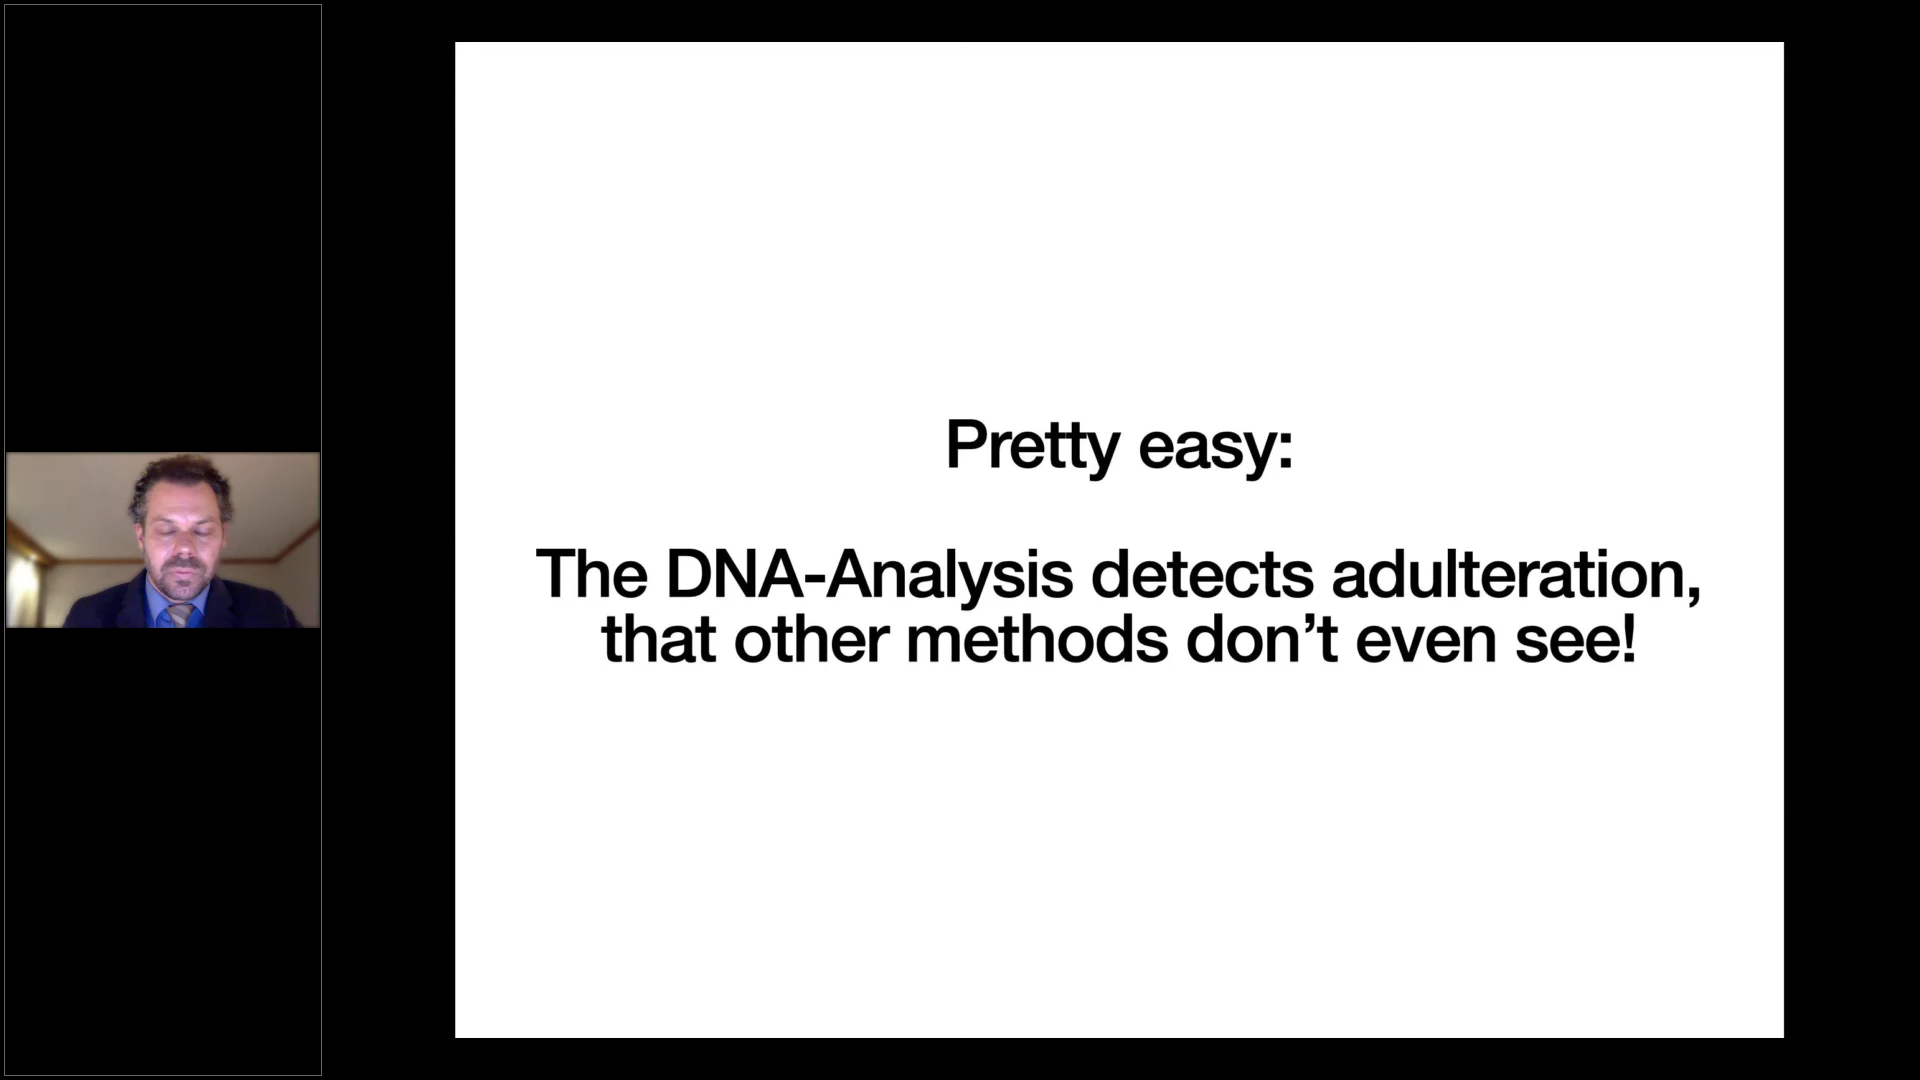 Pretty easy:
The DNA-Analysis detects adulteration,
that other methods don’t even see!